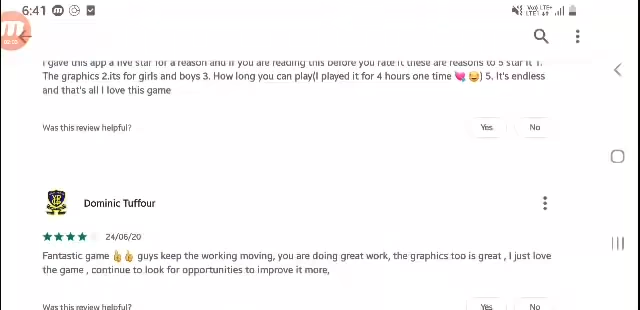 6:41
I gave this app a five star for a reason and if you are reading this before you rate it these are reasons to 5 star it 1.
The graphics 2.its for girls and boys 3. How long you can play(I played it for 4 hours one time 💘 😅) 5. It's endless
and that's all I love this game
Was this review helpful?
Yes
No
Dominic Tuffour
24/06/20
Fantastic game 👍👍 guys keep the working moving, you are doing great work, the graphics too is great , I just love
the game , continue to look for opportunities to improve it more,
Was this review helpful?
Yes
No